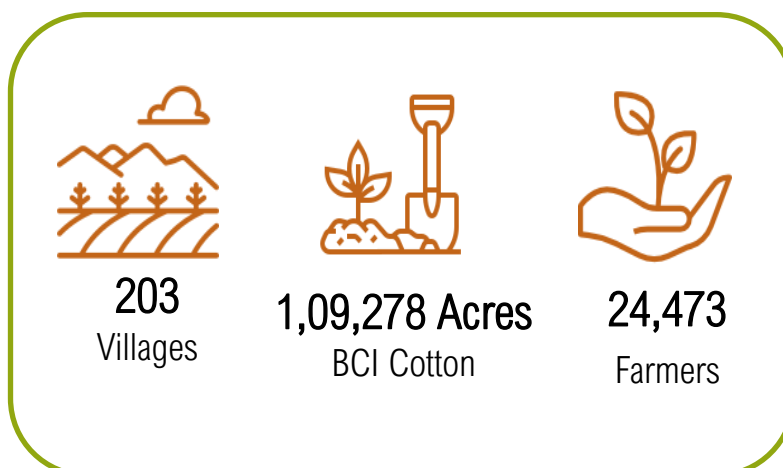 203
Villages
1,09,278 Acres
BCI Cotton
24,473
Farmers